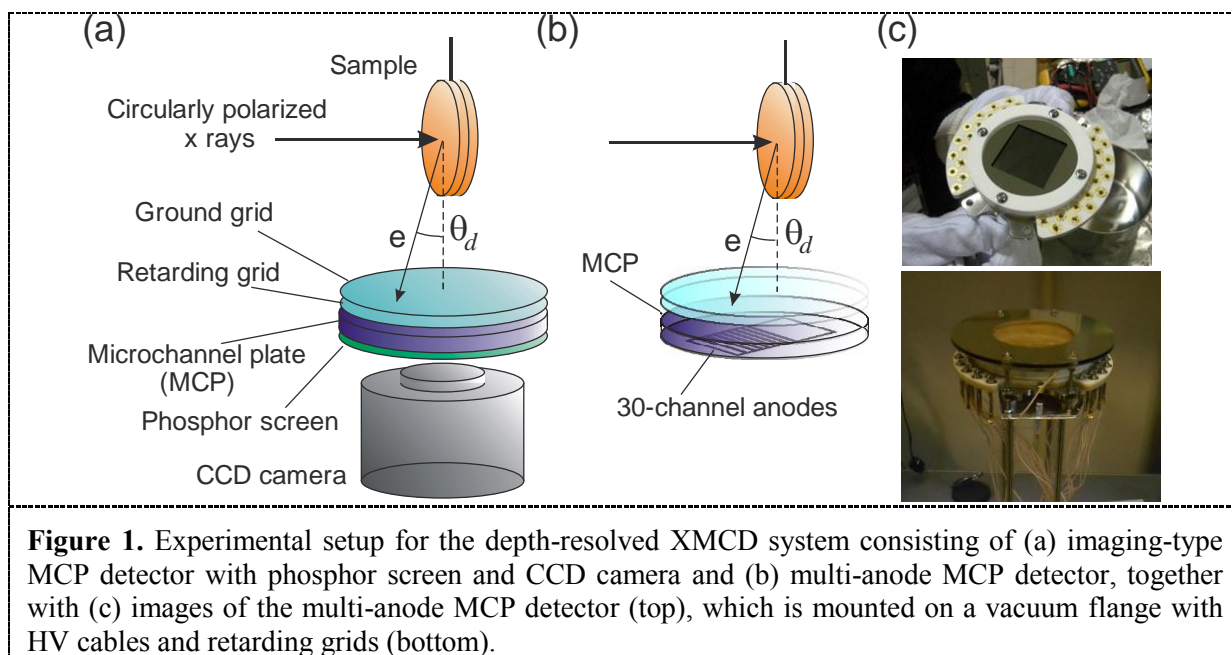 (a)
Sample
Circularly polarized
x rays
Ground grid
e
θd
Retarding grid
Microchannel plate
(MCP)
Phosphor screen
CCD camera
(b)
e
θd
MCP
30-channel anodes
(c)
Figure 1. Experimental setup for the depth-resolved XMCD system consisting of (a) imaging-type
MCP detector with phosphor screen and CCD camera and (b) multi-anode MCP detector, together
with (c) images of the multi-anode MCP detector (top), which is mounted on a vacuum flange with
HV cables and retarding grids (bottom).